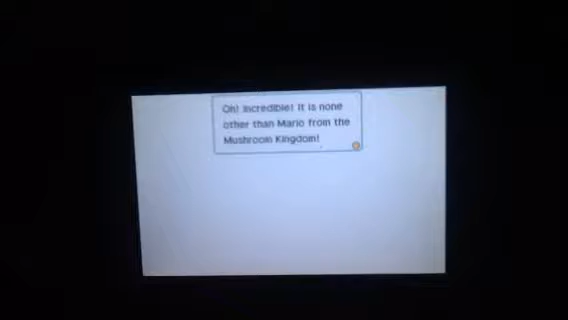 Oh! Incredible! It is none
other than Mario from the
Mushroom Kingdom!